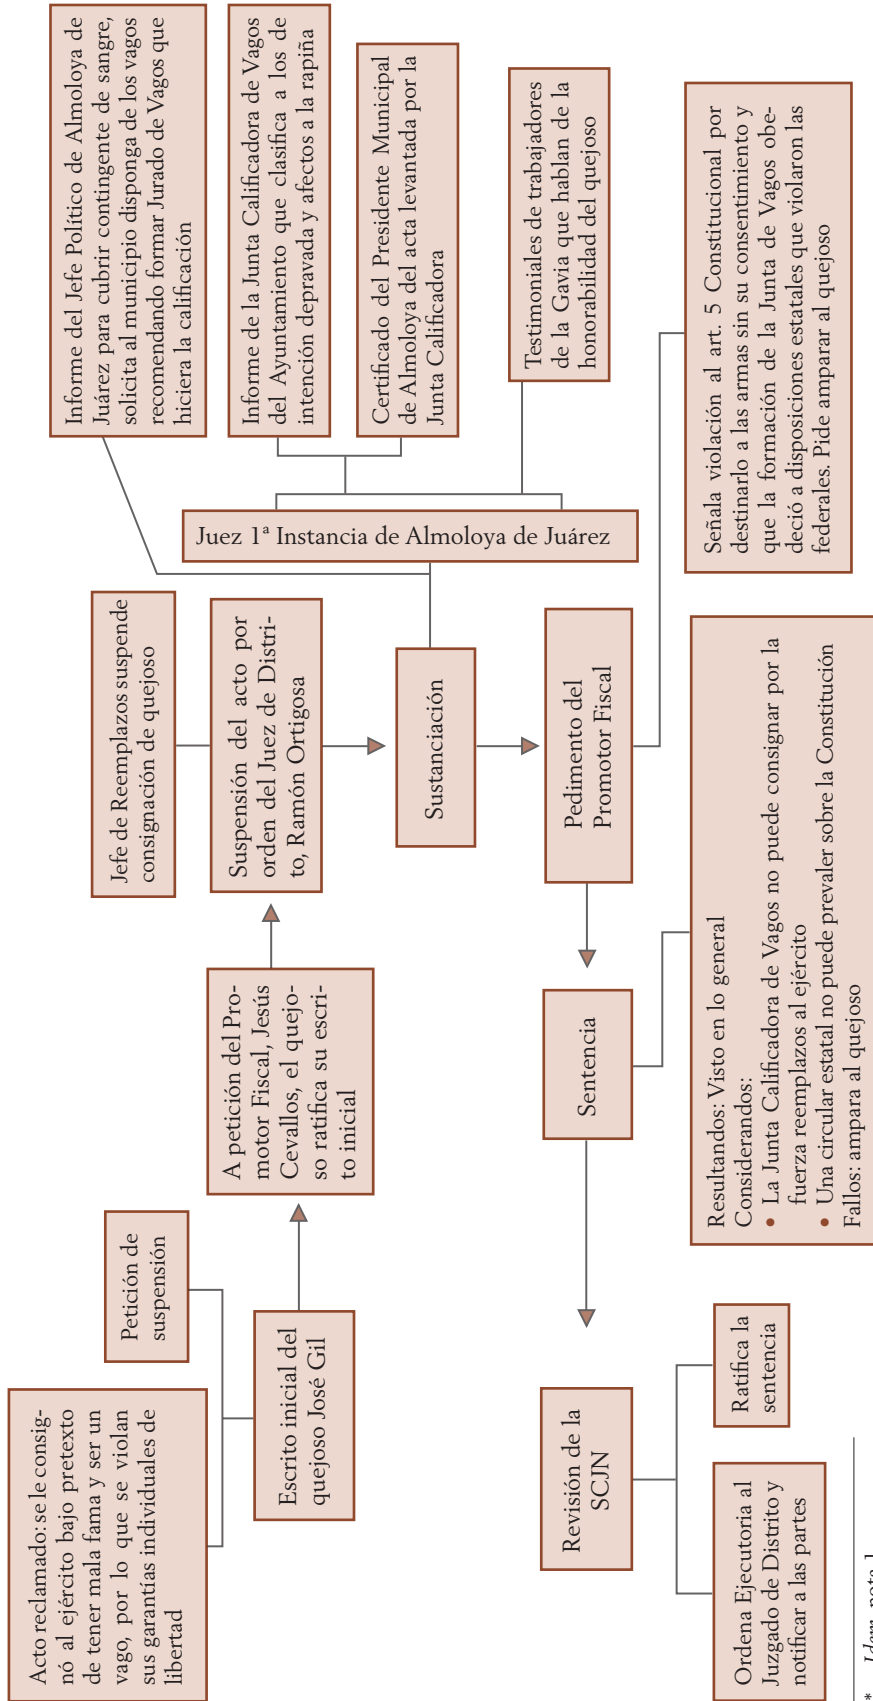 Acto reclamado: se le consig-
nó al ejército bajo pretexto
de tener mala fama y ser un
vago, por lo que se violan
sus garantías individuales de
libertad
Petición de
suspensión
Escrito inicial del
quejoso José Gil
A petición del Pro-
motor Fiscal, Jesús
Cevallos, el quejo-
so ratifica su escri-
to inicial
Jefe de Reemplazos suspende
consignación de quejoso
Suspensión del acto por
orden del Juez de Distri-
to, Ramón Ortigosa
Sustanciación
Juez 1ª Instancia de Almoloya de Juárez
Informe del Jefe Político de Almoloya de
Juárez para cubrir contingente de sangre,
solicita al municipio disponga de los vagos
recomendando formar Jurado de Vagos que
hiciera la calificación
Informe de la Junta Calificadora de Vagos
del Ayuntamiento que clasifica a los de
intención depravada y afectos a la rapiña
Certificado del Presidente Municipal
de Almoloya del acta levantada por la
Junta Calificadora
Testimoniales de trabajadores
de la Gavia que hablan de la
honorabilidad del quejoso
Pedimento del
Promotor Fiscal
Señala violación al art. 5 Constitucional por
destinarlo a las armas sin su consentimiento y
que la formación de la Junta de Vagos obe-
deció a disposiciones estatales que violaron las
federales. Pide amparar al quejoso
Sentencia
Resultandos: Visto en lo general
Considerandos:
• La Junta Calificadora de Vagos no puede consignar por la
fuerza reemplazos al ejército
• Una circular estatal no puede prevaler sobre la Constitución
Fallos: ampara al quejoso
Revisión de la
SCJN
Ordena Ejecutoria al
Juzgado de Distrito y
notificar a las partes
Ratifica la
sentencia
* Idem, nota 1